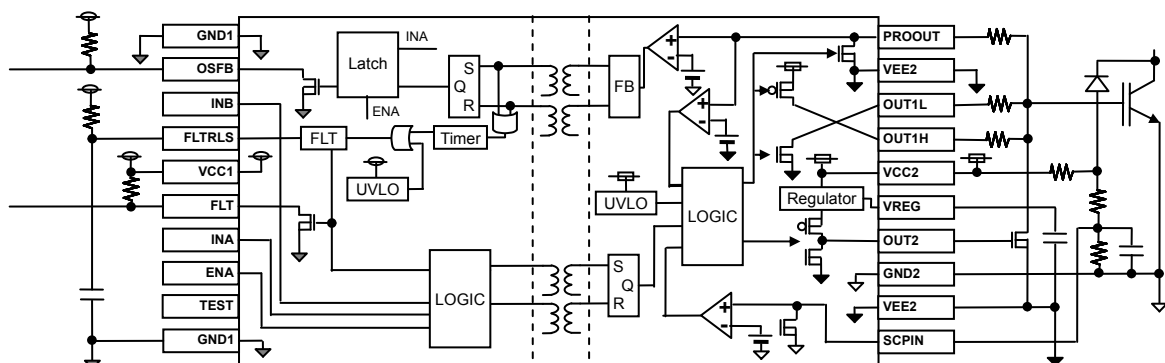 GND1
OSFB
INB
FLTRLS
VCC1
FLT
INA
ENA
TEST
GND1
Latch
INA
ENA
S
Q
R
FLT
Timer
UVLO
LOGIC
FB
+
-
+
-
UVLO
LOGIC
Regulator
S
Q
R
+
-
PROOUT
VEE2
OUT1L
OUT1H
VCC2
VREG
OUT2
GND2
VEE2
SCPIN